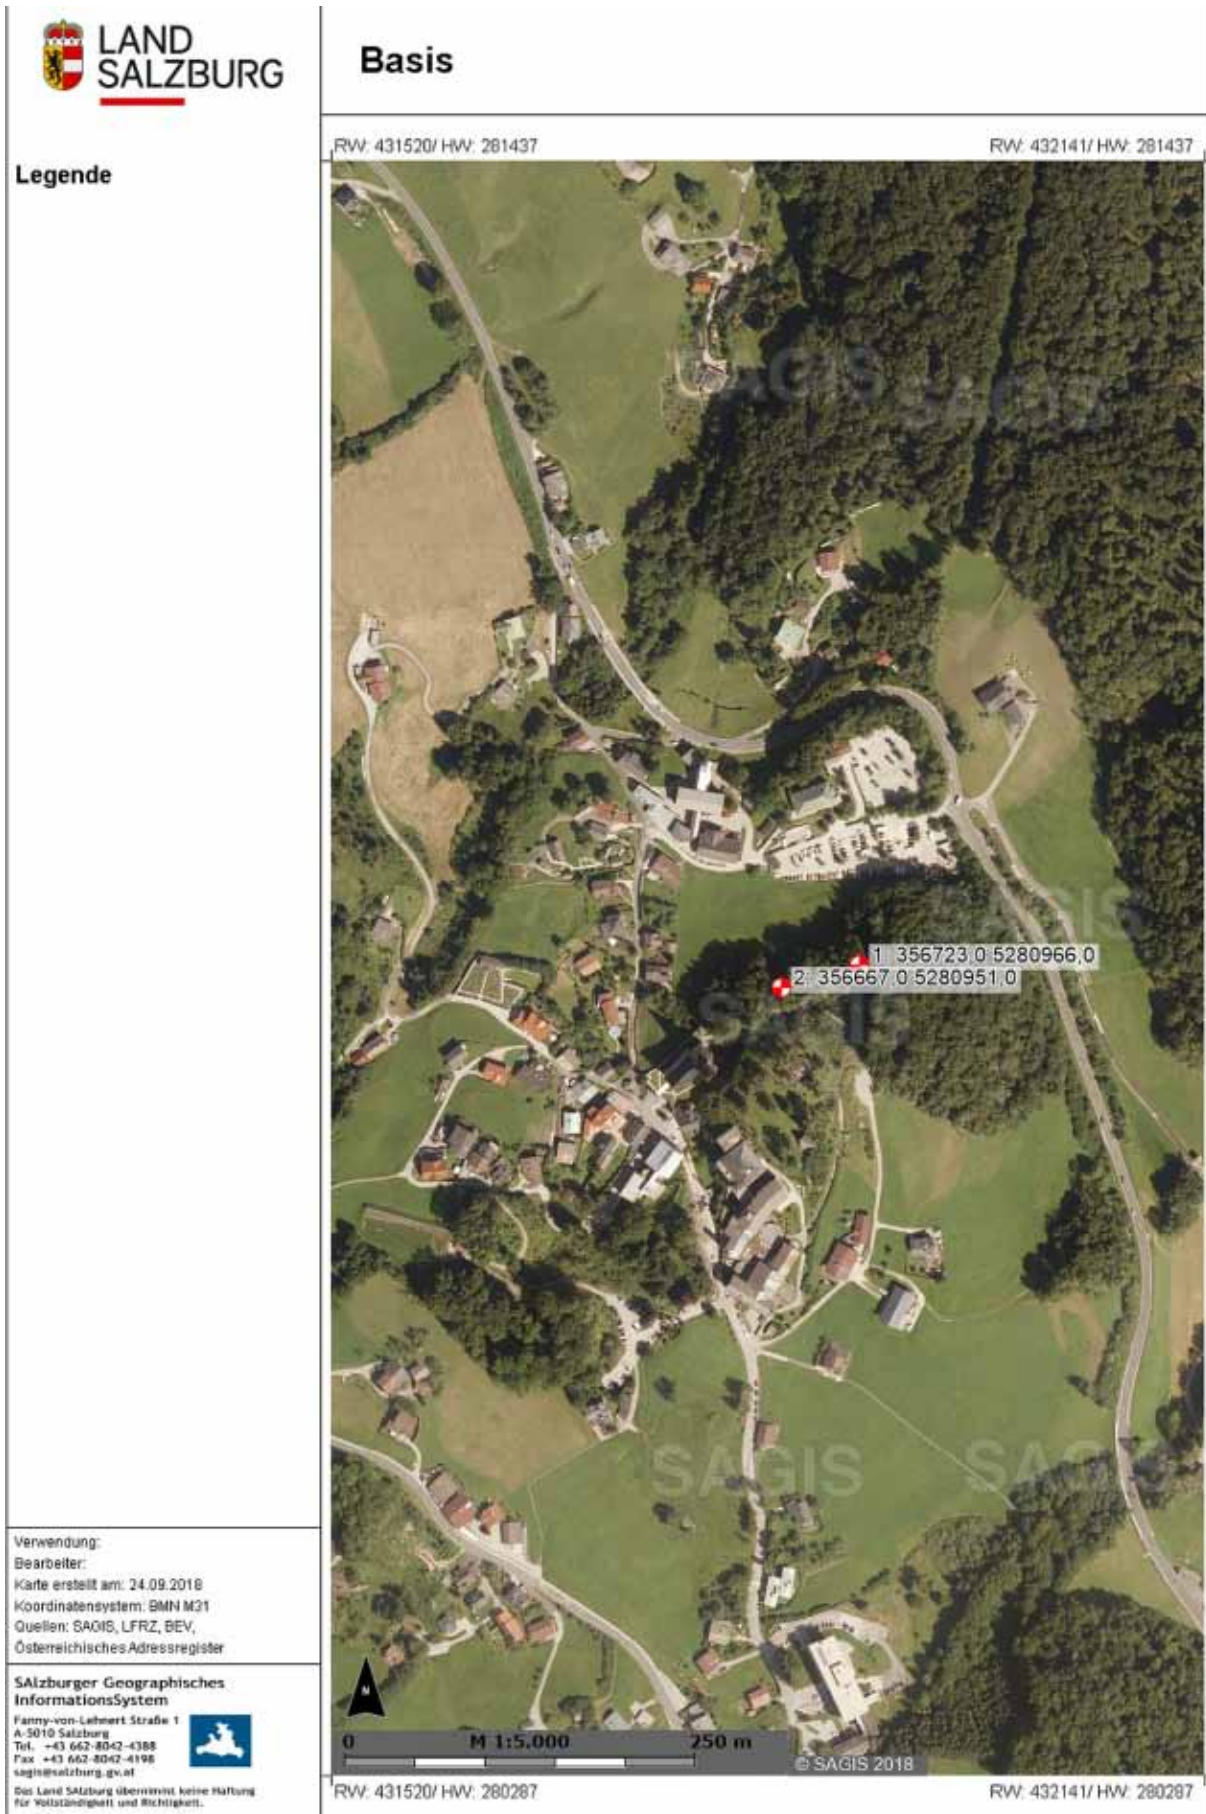 LAND
SALZBURG
Basis
Legende
RW: 431520/ HW: 281437
RW: 432141/ HW: 281437
SAGIS
SAGIS
SAGIS
1: 356723,0 5280966,0
2: 356667,0 5280951,0
SAGIS
SAGIS
SAGIS
Verwendung:
Bearbeiter:
Karte erstellt am: 24.09.2018
Koordinatensystem: BMN M31
Quellen: SAGIS, LFRZ, BEV,
Österreichisches Adressregister
SAlzburger Geographisches
InformationsSystem
Fanny-von-Lehnert Straße 1
A-5010 Salzburg
Tel. +43 662-8042-4388
Fax +43 662-8042-4198
sagis@salzburg.gv.at
Das Land Salzburg übernimmt keine Haftung
für Vollständigkeit und Richtigkeit.
N
0 M 1:5.000 250 m
© SAGIS 2018
RW: 431520/ HW: 280287
RW: 432141/ HW: 280287